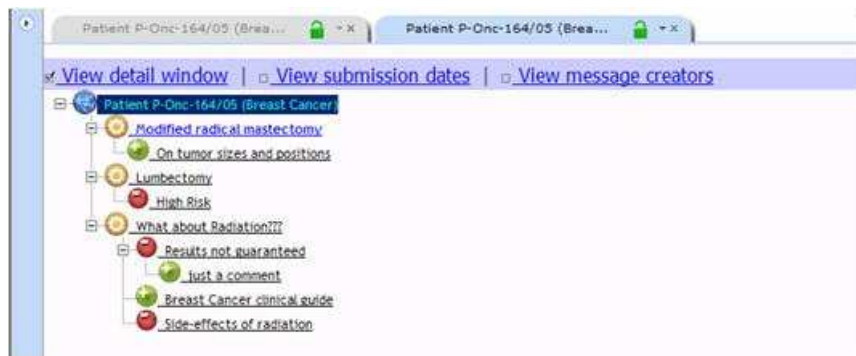 Patient P-Onc-164/05 (Brea... Patient P-Onc-164/05 (Brea...
View detail window | View submission dates | View message creators
Patient P-Onc-164/05 (Breast Cancer)
Modified radical mastectomy
On tumor sizes and positions
Lumbectomy
High Risk
What about Radiation???
Results not guaranteed
just a comment
Breast Cancer clinical guide
Side-effects of radiation